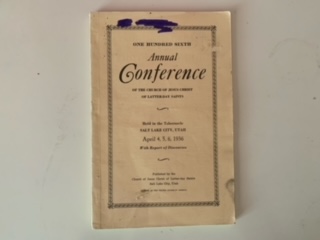 ONE HUNDRED SIXTH
Annual
Conference
OF THE CHURCH OF JESUS CHRIST
OF LATTER-DAY SAINTS
Held in the Tabernacle
SALT LAKE CITY, UTAH
April 4, 5, 6, 1936
With Report of Discourses
Published by the
Church of Jesus Christ of Latter-day Saints
Salt Lake City, Utah